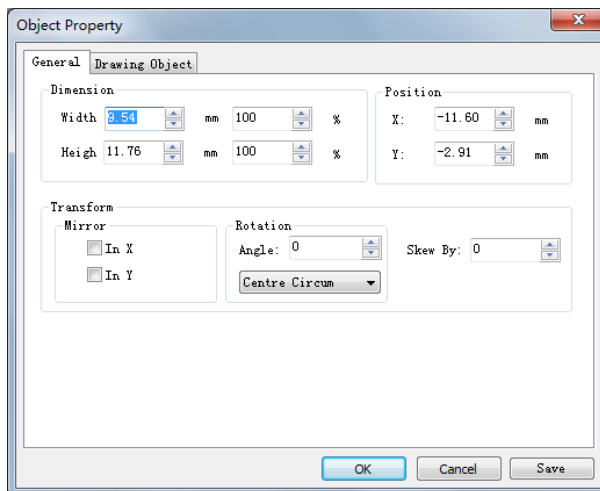 Object Property
General Drawing Object
Dimension Position
Width 9.54 mm 100 % X: -11.60 mm
Heigh 11.76 mm 100 % Y: -2.91 mm
Transform
Mirror Rotation
In X Angle: 0 Skew By: 0
In Y
Centre Circum
OK Cancel Save